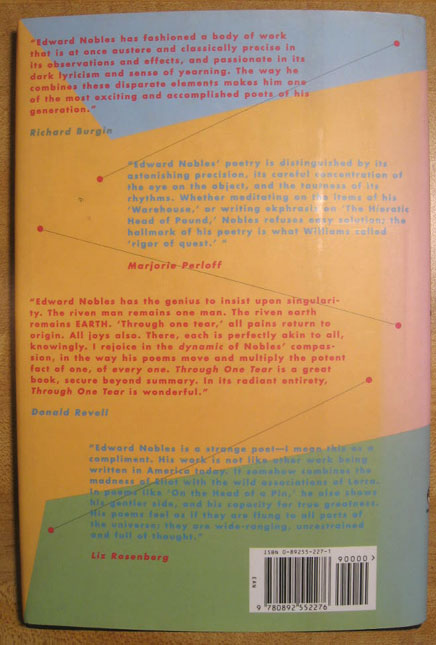 "Edward Nobles has fashioned a body of work
that is at once austere and classically precise in
its observations and effects, and passionate in its
dark lyricism and sense of yearning. The way he
combines these disparate elements makes him one
of the most exciting and accomplished poets of his
generation."
Richard Burgin
"Edward Nobles' poetry is distinguished by its
astonishing precision, its careful concentration of
the eye on the object, and the tautness of its
rhythms. Whether meditating on the items of his
'Warehouse,' or writing ekphrasis on 'The Hieratic
Head of Pound,' Nobles refuses easy solution; the
hallmark of his poetry is what Williams called
'rigor of quest.' "
Marjorie Perloff
"Edward Nobles has the genius to insist upon singulari-
ty. The riven man remains one man. The riven earth
remains EARTH. 'Through one tear,' all pains return to
origin. All joys also. There, each is perfectly akin to all,
knowingly. I rejoice in the dynamic of Nobles' compas-
sion, in the way his poems move and multiply the potent
fact of one, of every one. Through One Tear is a great
book, secure beyond summary. In its radiant entirety,
Through One Tear is wonderful."
Donald Revell
"Edward Nobles is a strange poet—I mean this as a
compliment. His work is not like other work being
written in America today. It somehow combines the
madness of Eliot with the wild associations of Lorca.
In poems like 'On the Head of a Pin,' he also shows
his gentler side, and his capacity for true greatness.
His poems feel as if they are flung to all parts of
the universe; they are wide-ranging, unrestrained
and full of thought."
Liz Rosenberg
ISBN 0-89255-227-1
90000>
EAN
9 780892 552276